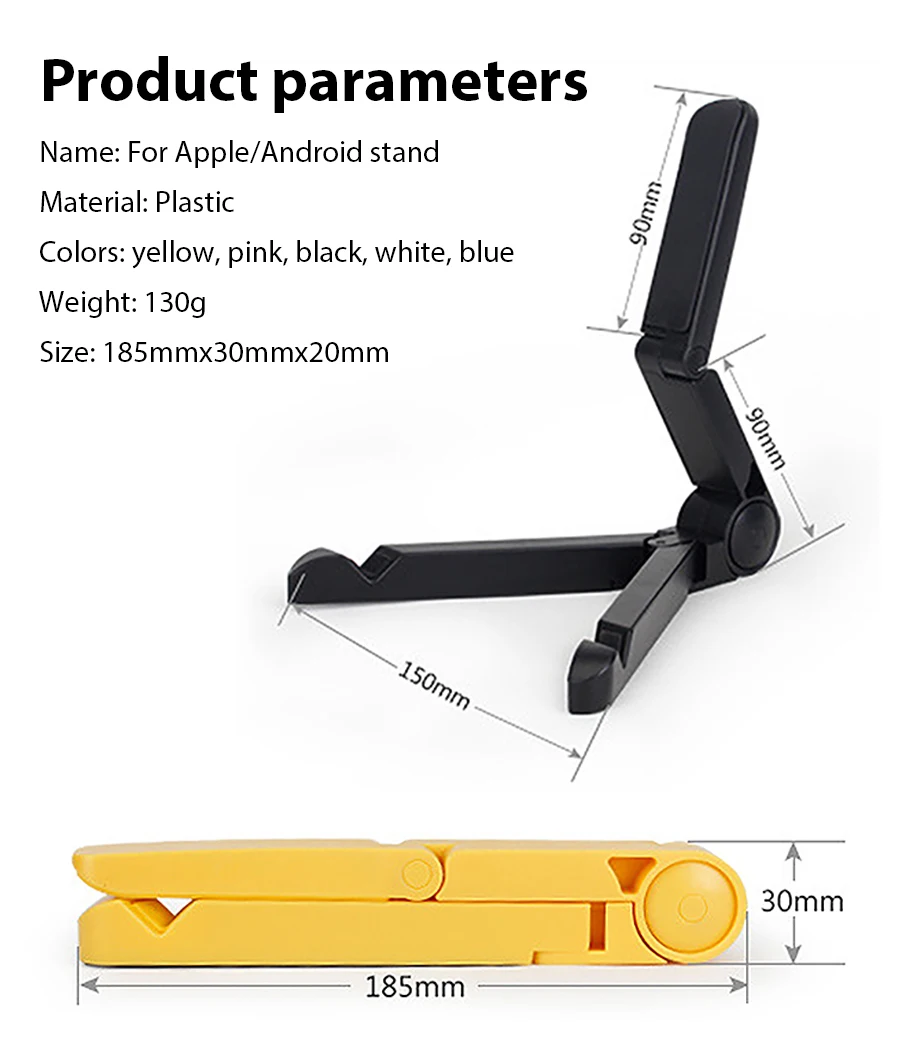 Product parameters
Name: For Apple/Android stand
Material: Plastic
Colors: yellow, pink, black, white, blue
Weight: 130g
Size: 185mmx30mmx20mm
90mm
90mm
150mm
30mm
185mm